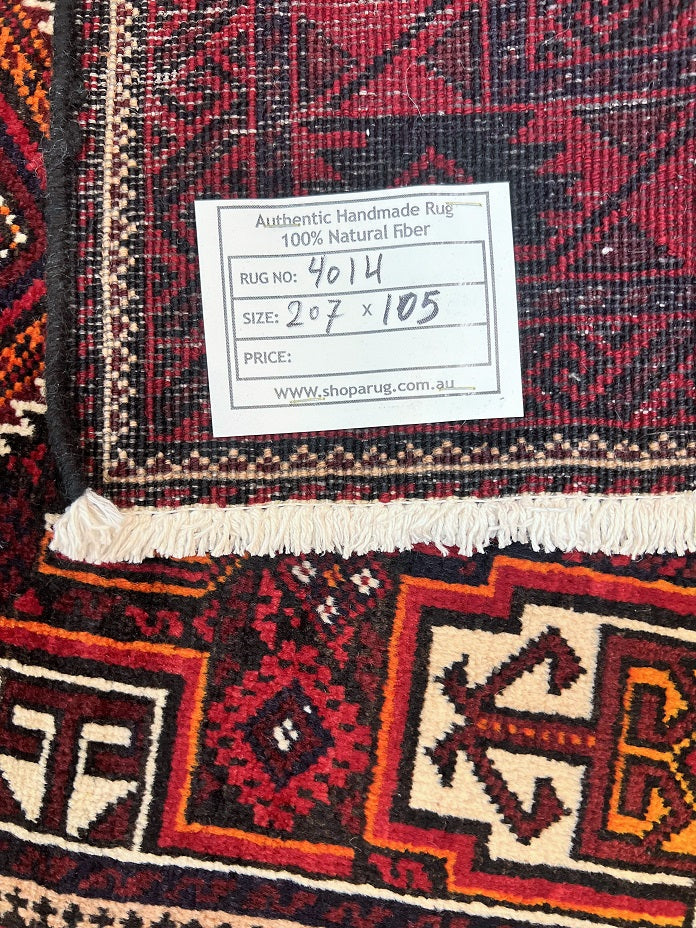 Authentic Handmade Rug
100% Natural Fiber
RUG NO: 4014
SIZE: 207 x 105
PRICE:
www.shoparug.com.au